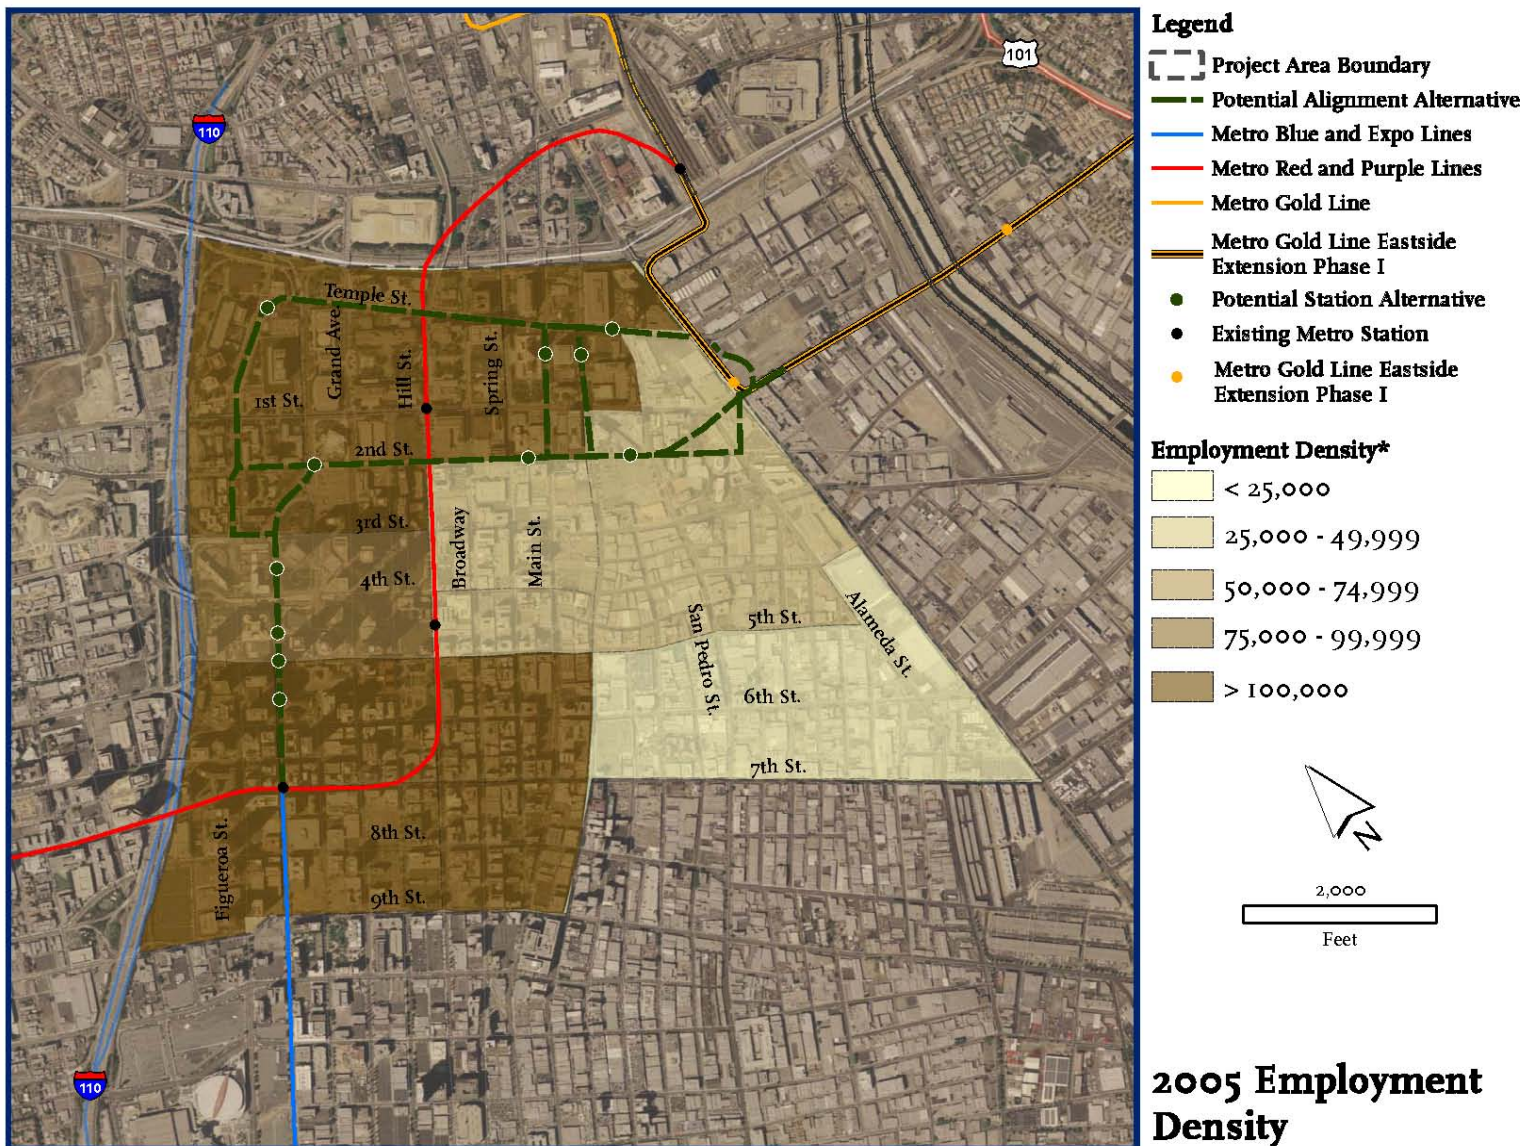 110
101
Temple St.
Grand Ave.
Hill St.
Spring St.
1st St.
2nd St.
3rd St.
4th St.
Broadway
Main St.
5th St.
San Pedro St.
Alameda St.
6th St.
7th St.
Figueroa St.
8th St.
9th St.
110
Legend
Project Area Boundary
Potential Alignment Alternative
Metro Blue and Expo Lines
Metro Red and Purple Lines
Metro Gold Line
Metro Gold Line Eastside
Extension Phase I
Potential Station Alternative
Existing Metro Station
Metro Gold Line Eastside
Extension Phase I
Employment Density*
< 25,000
25,000 - 49,999
50,000 - 74,999
75,000 - 99,999
> 100,000
N
2,000
Feet
2005 Employment
Density